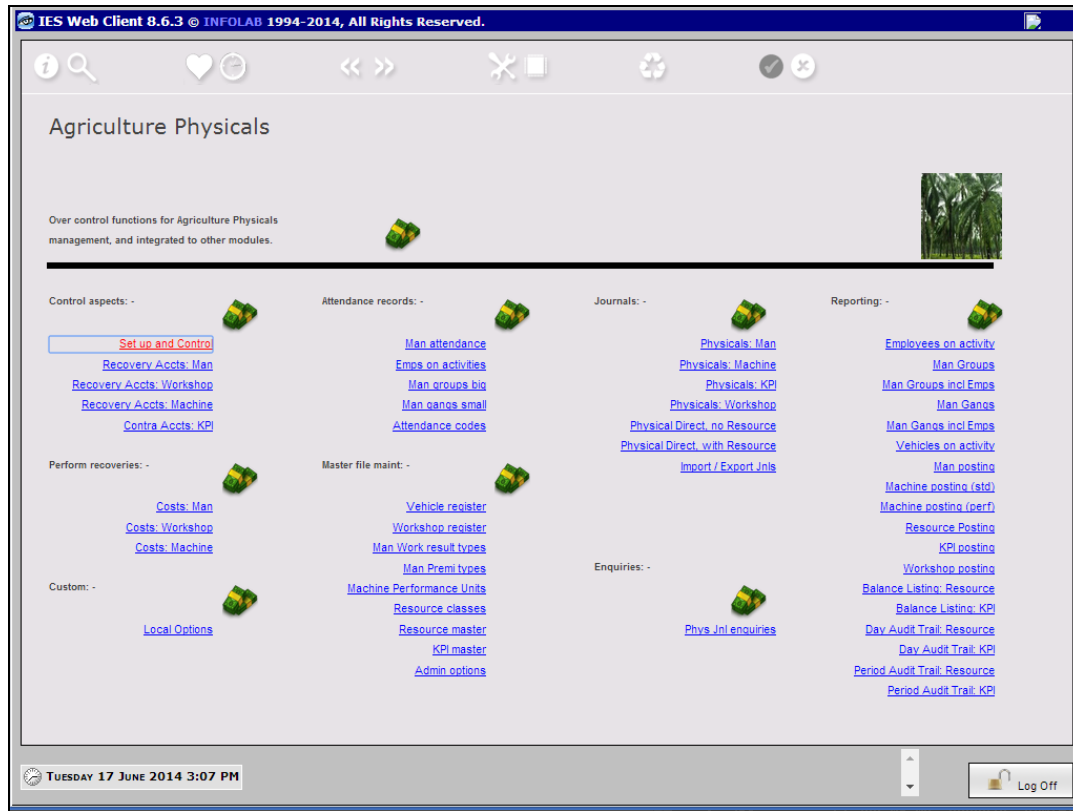 IES Web Client 8.6.3 © INFOLAB 1994-2014, All Rights Reserved.
Agriculture Physicals
Over control functions for Agriculture Physicals
management, and integrated to other modules.
Control aspects: -
Set up and Control
Recovery Accts: Man
Recovery Accts: Workshop
Recovery Accts: Machine
Contra Accts: KPI
Perform recoveries: -
Costs: Man
Costs: Workshop
Costs: Machine
Custom: -
Local Options
Attendance records: -
Man attendance
Emps on activities
Man groups big
Man gangs small
Attendance codes
Master file maint: -
Vehicle register
Workshop register
Man Work result types
Man Premi types
Machine Performance Units
Resource classes
Resource master
KPI master
Admin options
Journals: -
Physicals: Man
Physicals: Machine
Physicals: KPI
Physicals: Workshop
Physical Direct, no Resource
Physical Direct, with Resource
Import / Export Jnls
Enquiries: -
Phys Jnl enquiries
Reporting: -
Employees on activity
Man Groups
Man Groups incl Emps
Man Gangs
Man Gangs incl Emps
Vehicles on activity
Man posting
Machine posting (std)
Machine posting (perf)
Resource Posting
KPI posting
Workshop posting
Balance Listing: Resource
Balance Listing: KPI
Day Audit Trail: Resource
Day Audit Trail: KPI
Period Audit Trail: Resource
Period Audit Trail: KPI
Tuesday 17 June 2014 3:07 PM
Log Off